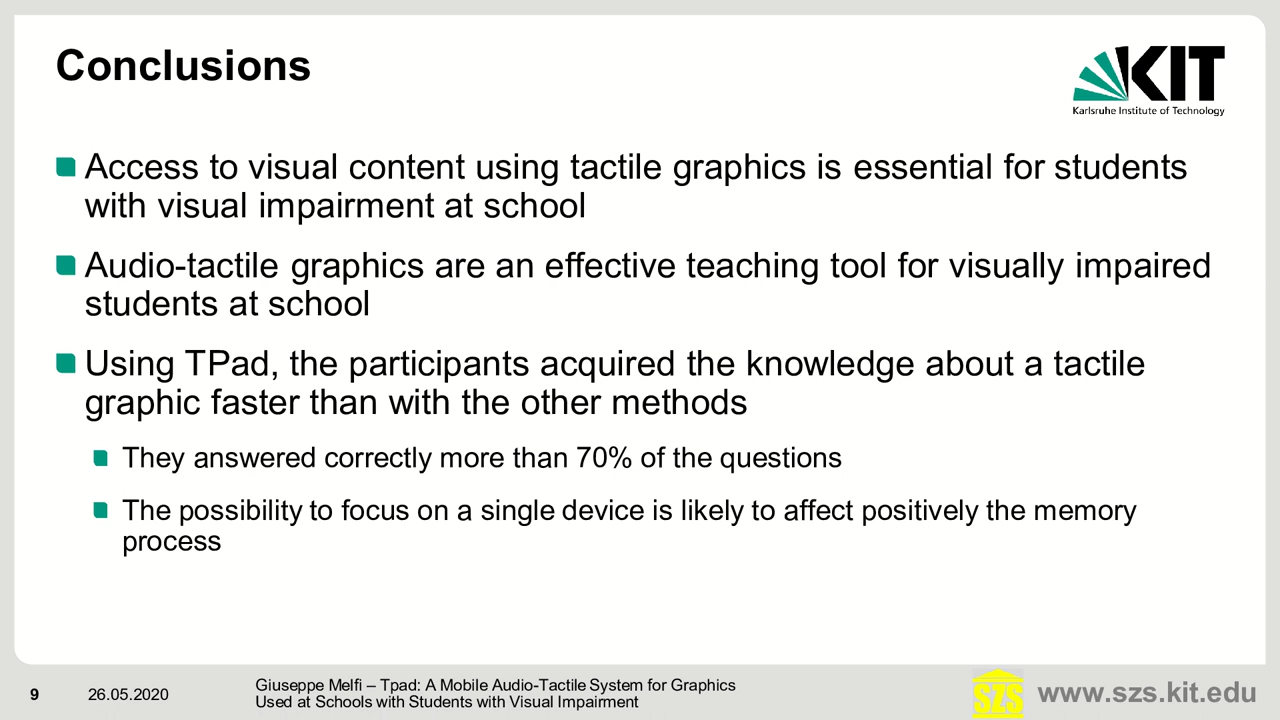 Conclusions
KIT
Karlsruhe Institute of Technology
Access to visual content using tactile graphics is essential for students
with visual impairment at school
Audio-tactile graphics are an effective teaching tool for visually impaired
students at school
Using TPad, the participants acquired the knowledge about a tactile
graphic faster than with the other methods
They answered correctly more than 70% of the questions
The possibility to focus on a single device is likely to affect positively the memory
process
9
26.05.2020
Giuseppe Melfi – Tpad: A Mobile Audio-Tactile System for Graphics
Used at Schools with Students with Visual Impairment
SZS
www.szs.kit.edu